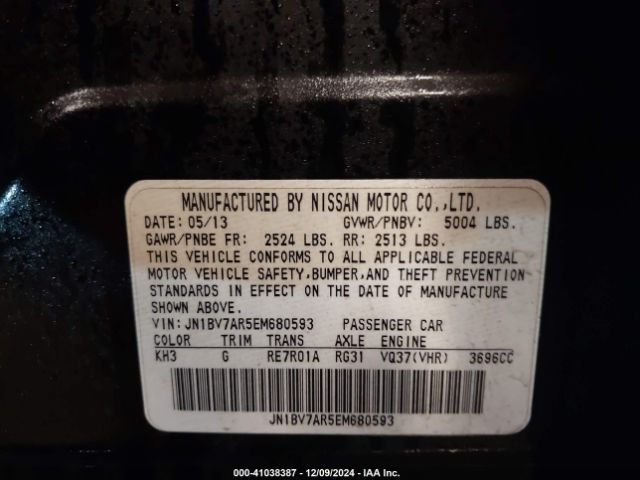 MANUFACTURED BY NISSAN MOTOR CO.,LTD.
DATE: 05/13 GVWR/PNBV: 5004 LBS.
GAWR/PNBE FR: 2524 LBS. RR: 2513 LBS.
THIS VEHICLE CONFORMS TO ALL APPLICABLE FEDERAL
MOTOR VEHICLE SAFETY,BUMPER,AND THEFT PREVENTION
STANDARDS IN EFFECT ON THE DATE OF MANUFACTURE
SHOWN ABOVE.
VIN: JN1BV7AR5EM680593 PASSENGER CAR
COLOR TRIM TRANS AXLE ENGINE
KH3 G RE7R01A RG31 VQ37(VHR) 3696CC
JN1BV7AR5EM680593
000-41038387 - 12/09/2024 - IAA Inc.